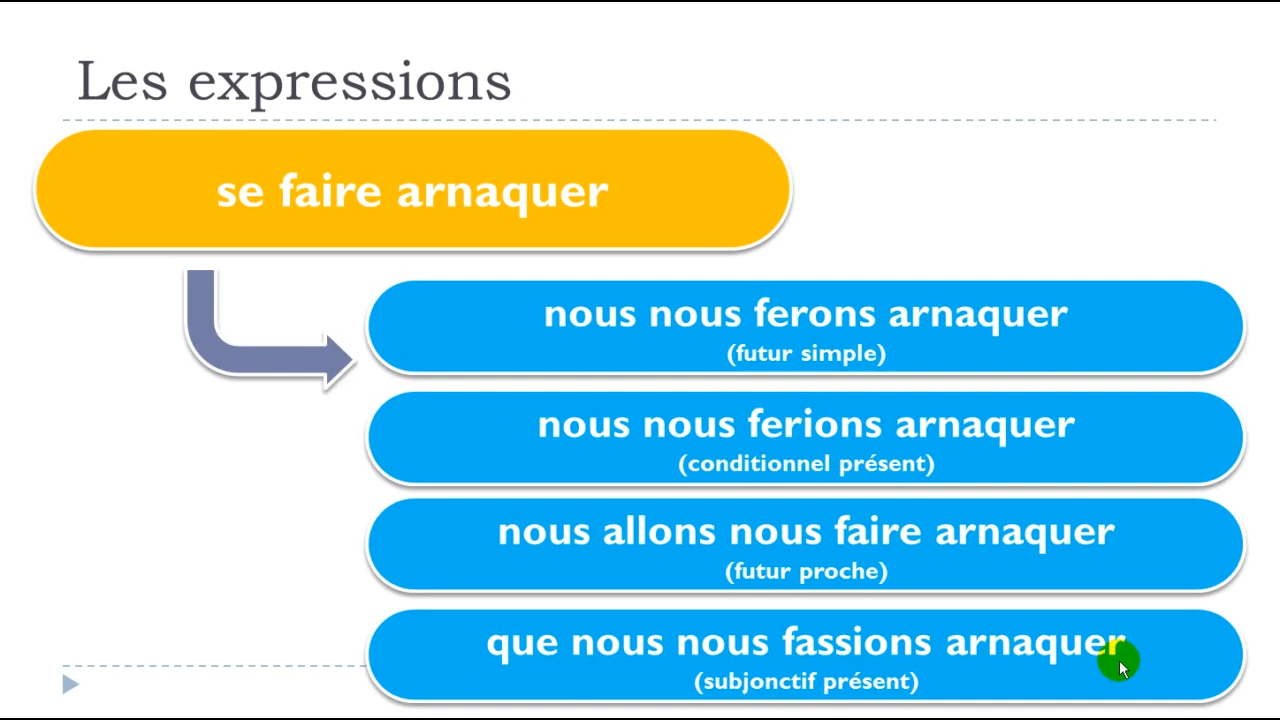 Les expressions
se faire arnaquer
nous nous ferons arnaquer
(futur simple)
nous nous ferions arnaquer
(conditionnel présent)
nous allons nous faire arnaquer
(futur proche)
que nous nous fassions arnaquer
(subjonctif présent)